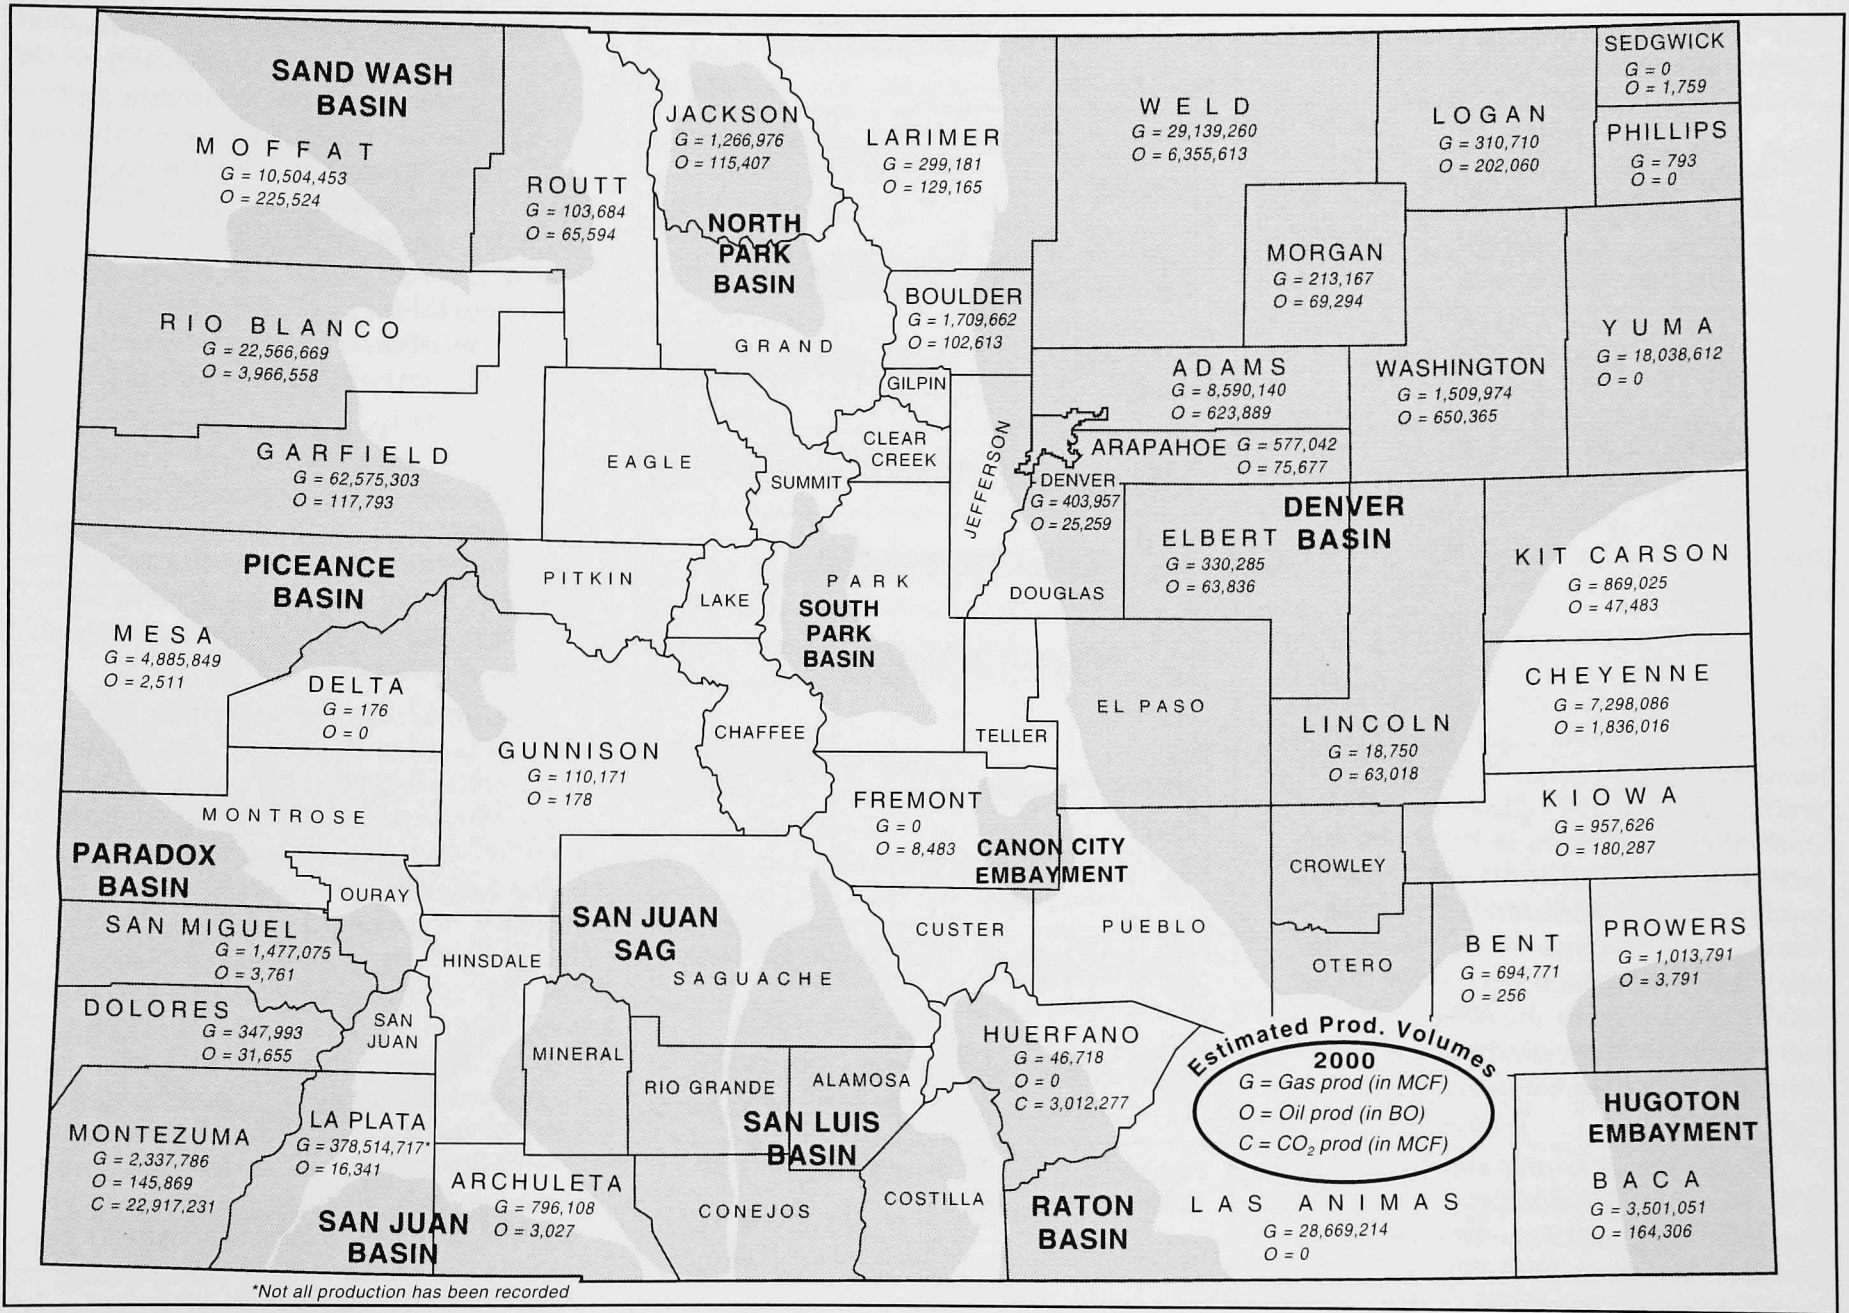 SAND WASH
BASIN
MOFFAT
G = 10,504,453
O = 225,524
ROUTT
G = 103,684
O = 65,594
JACKSON
G = 1,266,976
O = 115,407
NORTH
PARK
BASIN
LARIMER
G = 299,181
O = 129,165
WELD
G = 29,139,260
O = 6,355,613
LOGAN
G = 310,710
O = 202,060
SEDGWICK
G = 0
O = 1,759
PHILLIPS
G = 793
O = 0
MORGAN
G = 213,167
O = 69,294
RIO BLANCO
G = 22,566,669
O = 3,966,558
GRAND
BOULDER
G = 1,709,662
O = 102,613
GILPIN
ADAMS
G = 8,590,140
O = 623,889
WASHINGTON
G = 1,509,974
O = 650,365
YUMA
G = 18,038,612
O = 0
GARFIELD
G = 62,575,303
O = 117,793
EAGLE
SUMMIT
CLEAR
CREEK
JEFFERSON
ARAPAHOE G = 577,042
O = 75,677
DENVER
G = 403,957
O = 25,259
DENVER
BASIN
ELBERT
G = 330,285
O = 63,836
KIT CARSON
G = 869,025
O = 47,483
PICEANCE
BASIN
PITKIN
LAKE
PARK
SOUTH
PARK
BASIN
DOUGLAS
MESA
G = 4,885,849
O = 2,511
DELTA
G = 176
O = 0
GUNNISON
G = 110,171
O = 178
CHAFFEE
TELLER
EL PASO
LINCOLN
G = 18,750
O = 63,018
CHEYENNE
G = 7,298,086
O = 1,836,016
MONTROSE
FREMONT
G = 0
O = 8,483
CANON CITY
EMBAYMENT
KIOWA
G = 957,626
O = 180,287
PARADOX
BASIN
OURAY
CROWLEY
SAN MIGUEL
G = 1,477,075
O = 3,761
HINSDALE
SAN JUAN
SAG
SAGUACHE
CUSTER
PUEBLO
OTERO
BENT
G = 694,771
O = 256
PROWERS
G = 1,013,791
O = 3,791
DOLORES
G = 347,993
O = 31,655
SAN
JUAN
MINERAL
RIO GRANDE
ALAMOSA
HUERFANO
G = 46,718
O = 0
C = 3,012,277
Estimated Prod. Volumes
2000
G = Gas prod (in MCF)
O = Oil prod (in BO)
C = CO₂ prod (in MCF)
MONTEZUMA
G = 2,337,786
O = 145,869
C = 22,917,231
LA PLATA
G = 378,514,717*
O = 16,341
SAN JUAN
BASIN
ARCHULETA
G = 796,108
O = 3,027
SAN LUIS
BASIN
CONEJOS
COSTILLA
RATON
BASIN
LAS ANIMAS
G = 28,669,214
O = 0
HUGOTON
EMBAYMENT
BACA
G = 3,501,051
O = 164,306
*Not all production has been recorded